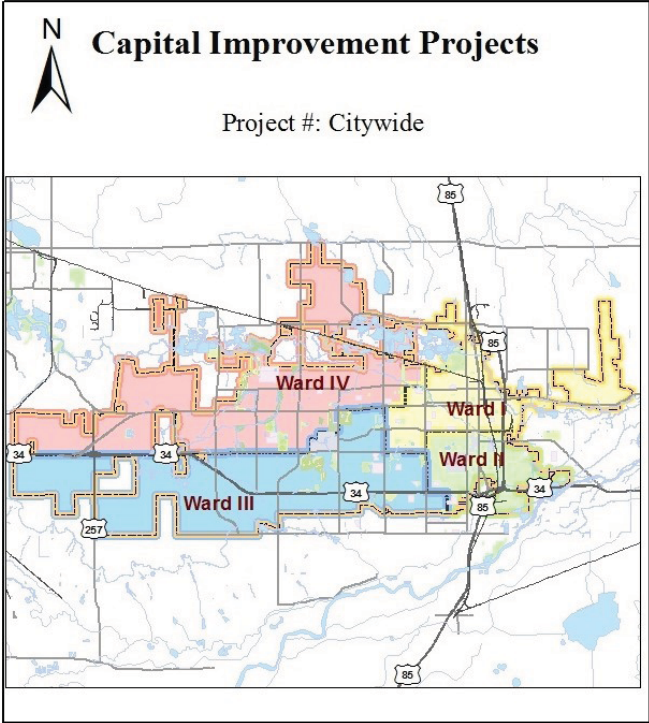 N
Capital Improvement Projects
Project #: Citywide
85
85
Ward IV
Ward I
34
34
Ward II
Ward III
34
34
85
257
85